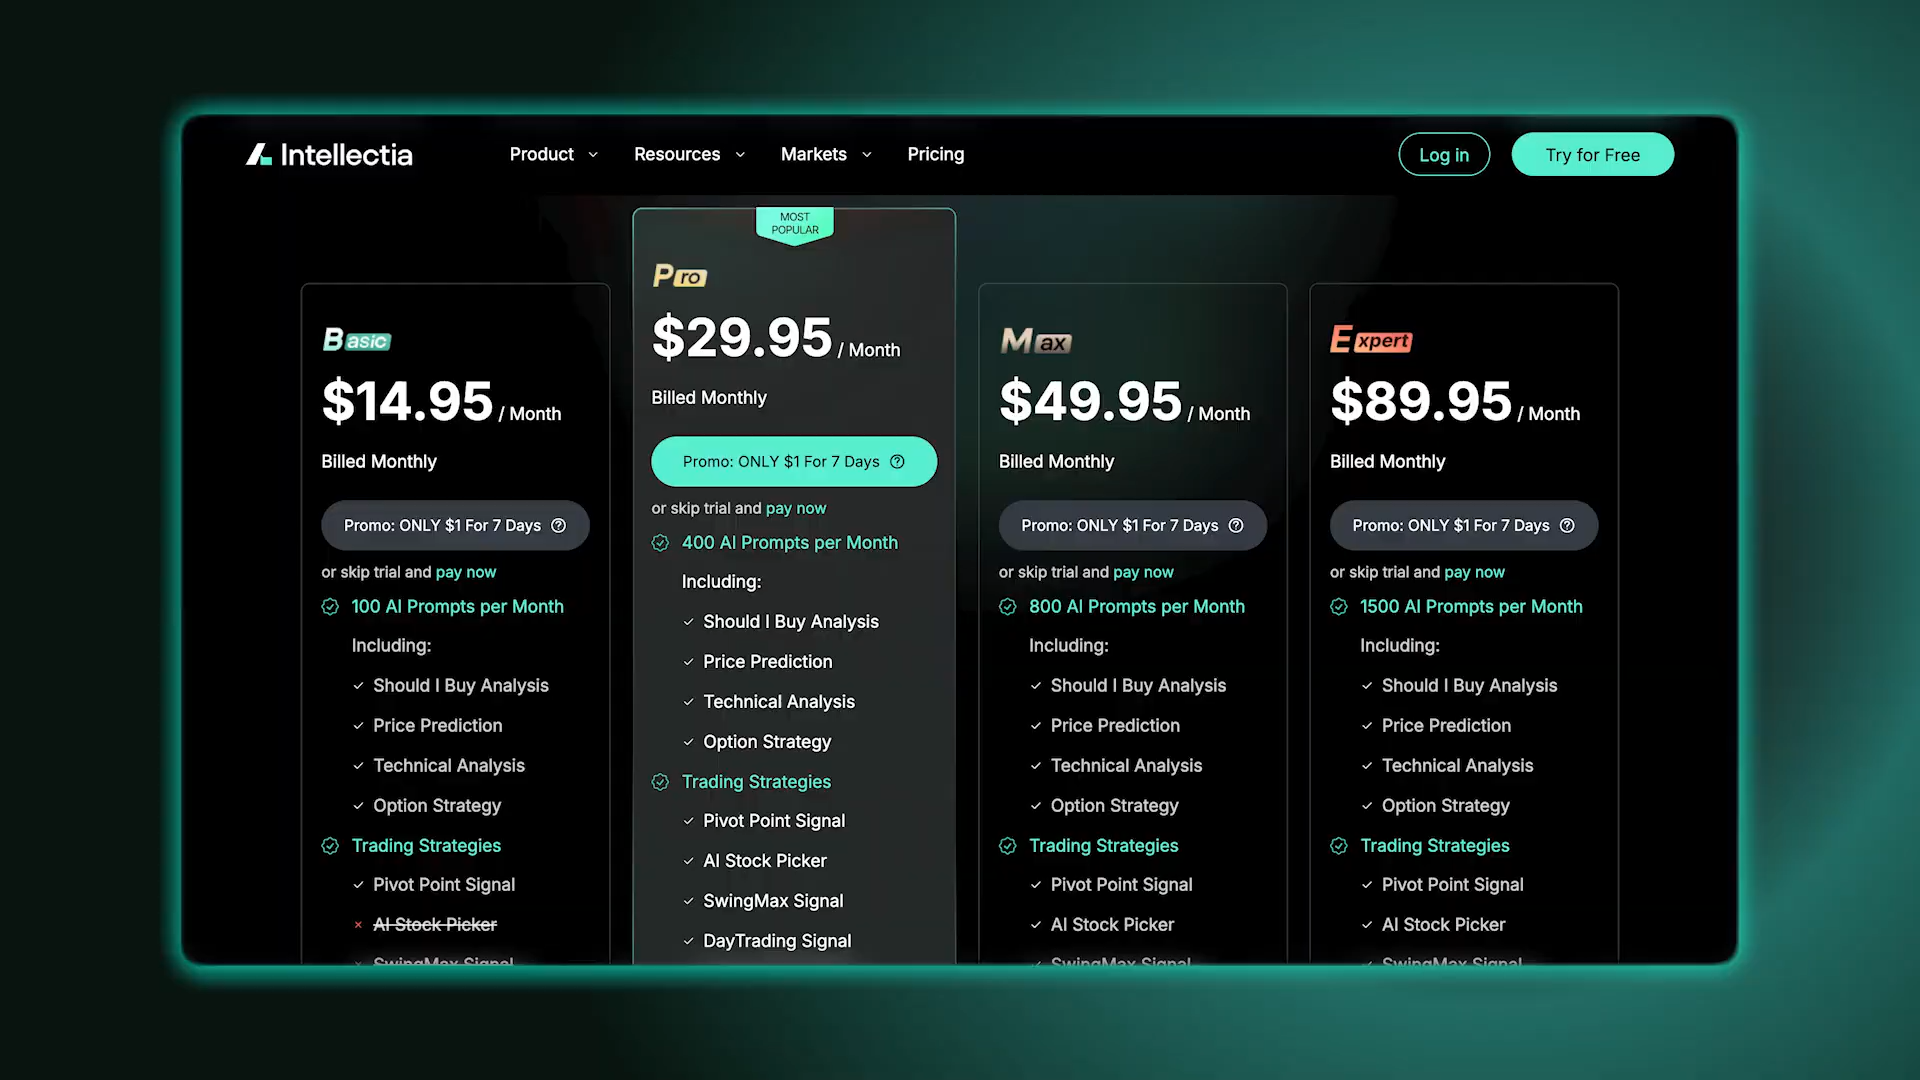 Intellectia
Product
Resources
Markets
Pricing
Log in
Try for Free
Basic
$14.95 / Month
Billed Monthly
Promo: ONLY $1 For 7 Days
or skip trial and pay now
100 AI Prompts per Month
Including:
Should I Buy Analysis
Price Prediction
Technical Analysis
Option Strategy
Trading Strategies
Pivot Point Signal
AI Stock Picker
SwingMax Signal
MOST
POPULAR
Pro
$29.95 / Month
Billed Monthly
Promo: ONLY $1 For 7 Days
or skip trial and pay now
400 AI Prompts per Month
Including:
Should I Buy Analysis
Price Prediction
Technical Analysis
Option Strategy
Trading Strategies
Pivot Point Signal
AI Stock Picker
SwingMax Signal
DayTrading Signal
Max
$49.95 / Month
Billed Monthly
Promo: ONLY $1 For 7 Days
or skip trial and pay now
800 AI Prompts per Month
Including:
Should I Buy Analysis
Price Prediction
Technical Analysis
Option Strategy
Trading Strategies
Pivot Point Signal
AI Stock Picker
SwingMax Signal
Expert
$89.95 / Month
Billed Monthly
Promo: ONLY $1 For 7 Days
or skip trial and pay now
1500 AI Prompts per Month
Including:
Should I Buy Analysis
Price Prediction
Technical Analysis
Option Strategy
Trading Strategies
Pivot Point Signal
AI Stock Picker
SwingMax Signal